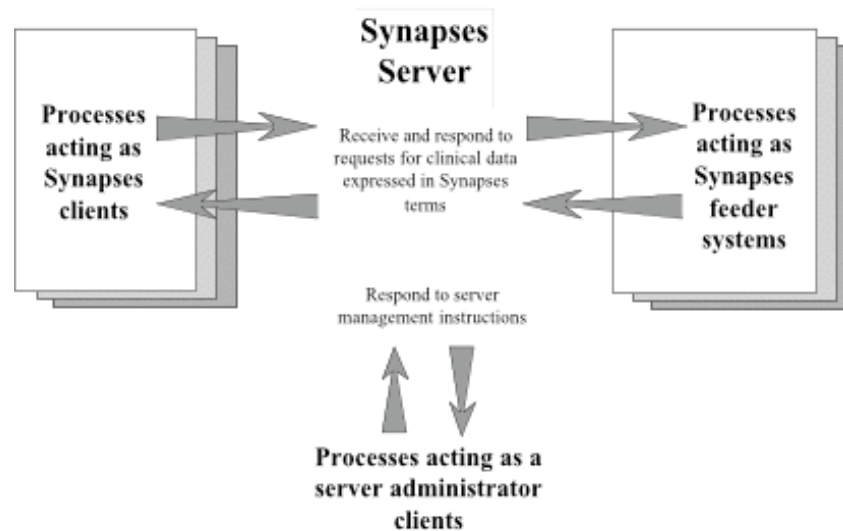 Synapses
Server
Processes
acting as
Synapses
clients
Receive and respond to
requests for clinical data
expressed in Synapses
terms
Processes
acting as
Synapses
feeder
systems
Respond to server
management instructions
Processes acting as a
server administrator
clients